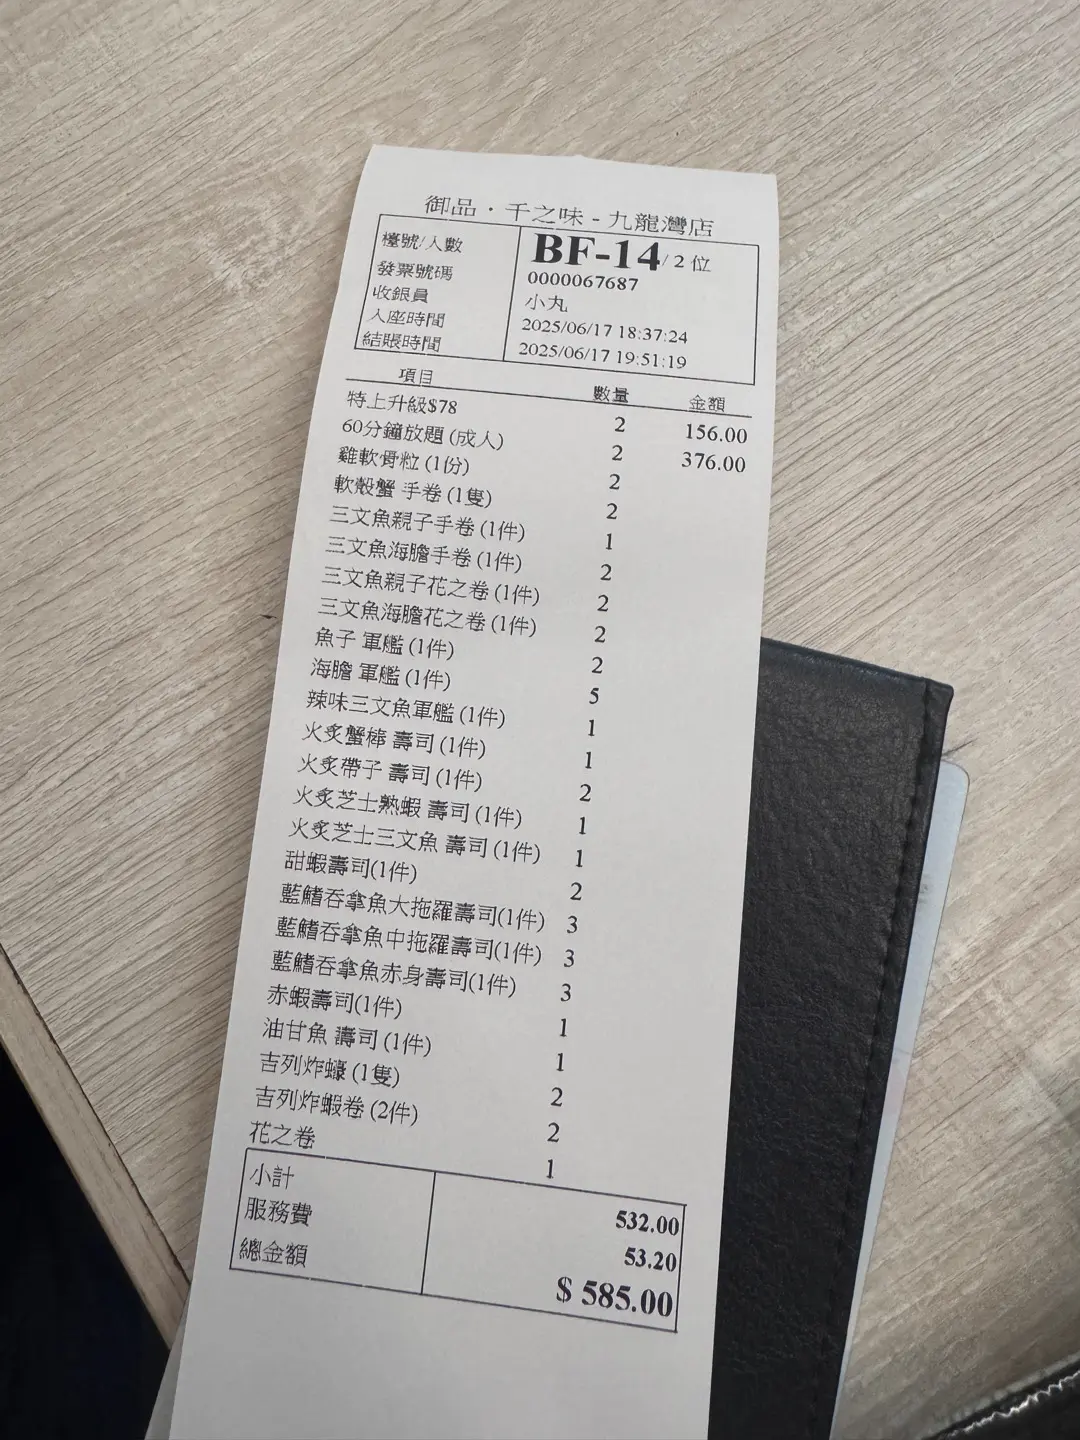 御品．千之味 - 九龍灣店
檯號/人數 BF-14 / 2 位
發票號碼 0000067687
收銀員 小丸
入座時間 2025/06/17 18:37:24
結賬時間 2025/06/17 19:51:19
項目 數量 金額
特上升級$78 2 156.00
60分鐘放題 (成人) 2 376.00
雞軟骨粒 (1份) 2
軟殼蟹 手卷 (1隻) 2
三文魚親子手卷 (1件) 1
三文魚海膽手卷 (1件) 2
三文魚親子花之卷 (1件) 2
三文魚海膽花之卷 (1件) 2
魚子 軍艦 (1件) 2
海膽 軍艦 (1件) 5
辣味三文魚軍艦 (1件) 1
火炙蟹棒 壽司 (1件) 1
火炙帶子 壽司 (1件) 2
火炙芝士熟蝦 壽司 (1件) 1
火炙芝士三文魚 壽司 (1件) 1
甜蝦壽司(1件) 2
藍鰭吞拿魚大拖羅壽司(1件) 3
藍鰭吞拿魚中拖羅壽司(1件) 3
藍鰭吞拿魚赤身壽司(1件) 3
赤蝦壽司(1件) 1
油甘魚 壽司 (1件) 1
吉列炸蠔 (1隻) 2
吉列炸蝦卷 (2件) 2
花之卷 1
小計 532.00
服務費 53.20
總金額 $ 585.00